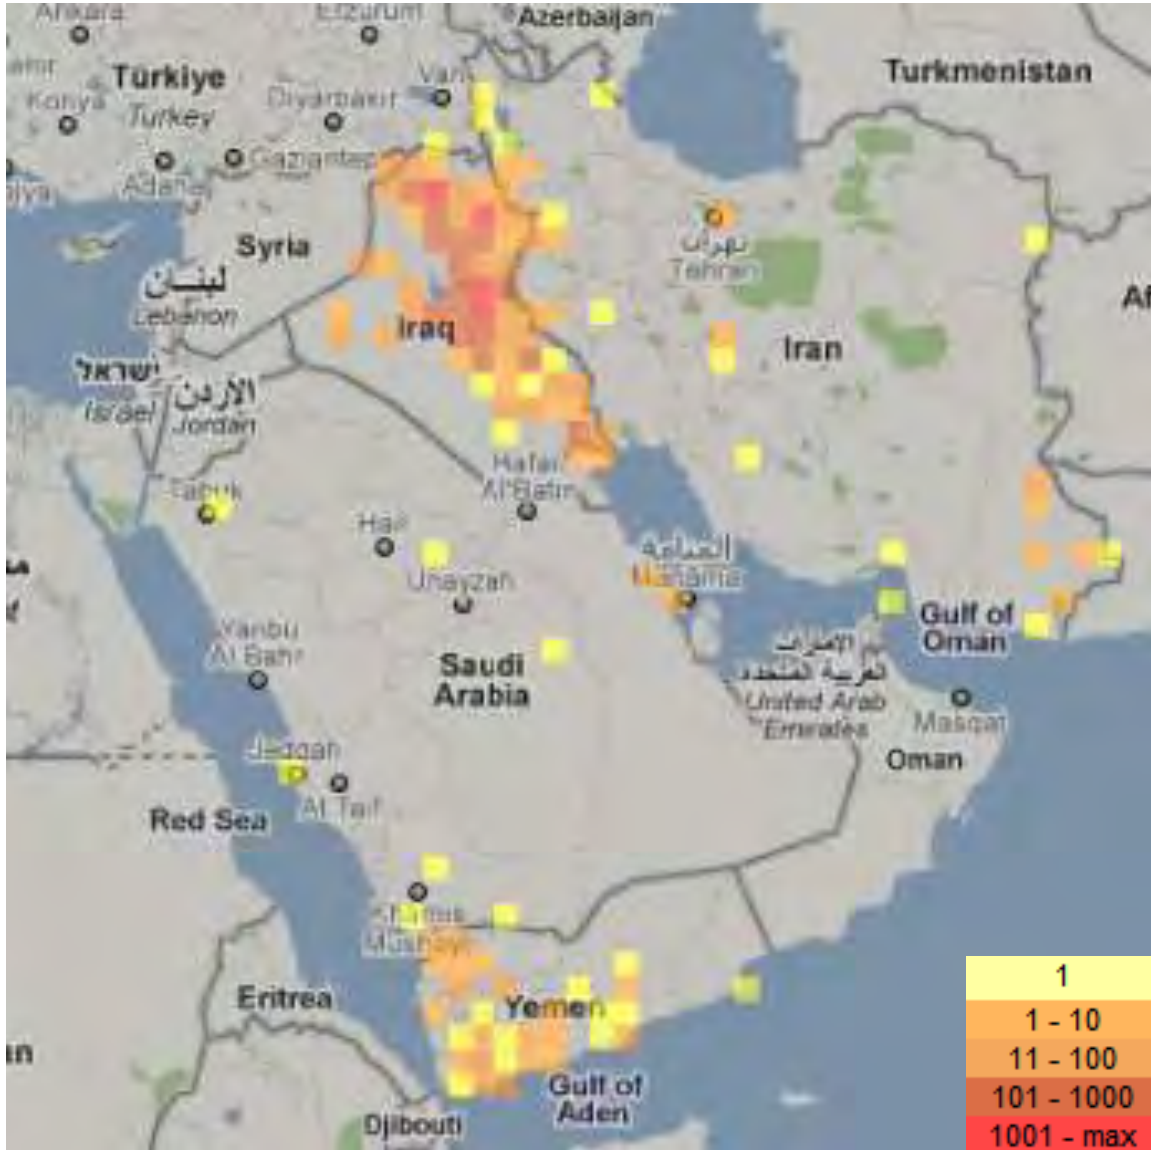 Ankara
Erzurum
Azerbaijan
Türkiye
Turkey
Van
Turkmenistan
Konya
Diyarbakır
Gaziantep
Adana
Syria
تهران
Tehran
لبنان
Lebanon
Iraq
Iran
ישראל
Israel
الأردن
Jordan
Hafar
Al Batin
Tabuk
Hail
المنامة
Manama
Unayzah
Gulf of
Oman
Yanbu
Al Bahr
الإمارات
العربية المتحدة
United Arab
Emirates
Saudi
Arabia
Masqat
Jeddah
Oman
Red Sea
At Taif
Khamis
Mushayt
1
Eritrea
Yemen
1 - 10
11 - 100
Gulf of
Aden
101 - 1000
Djibouti
1001 - max